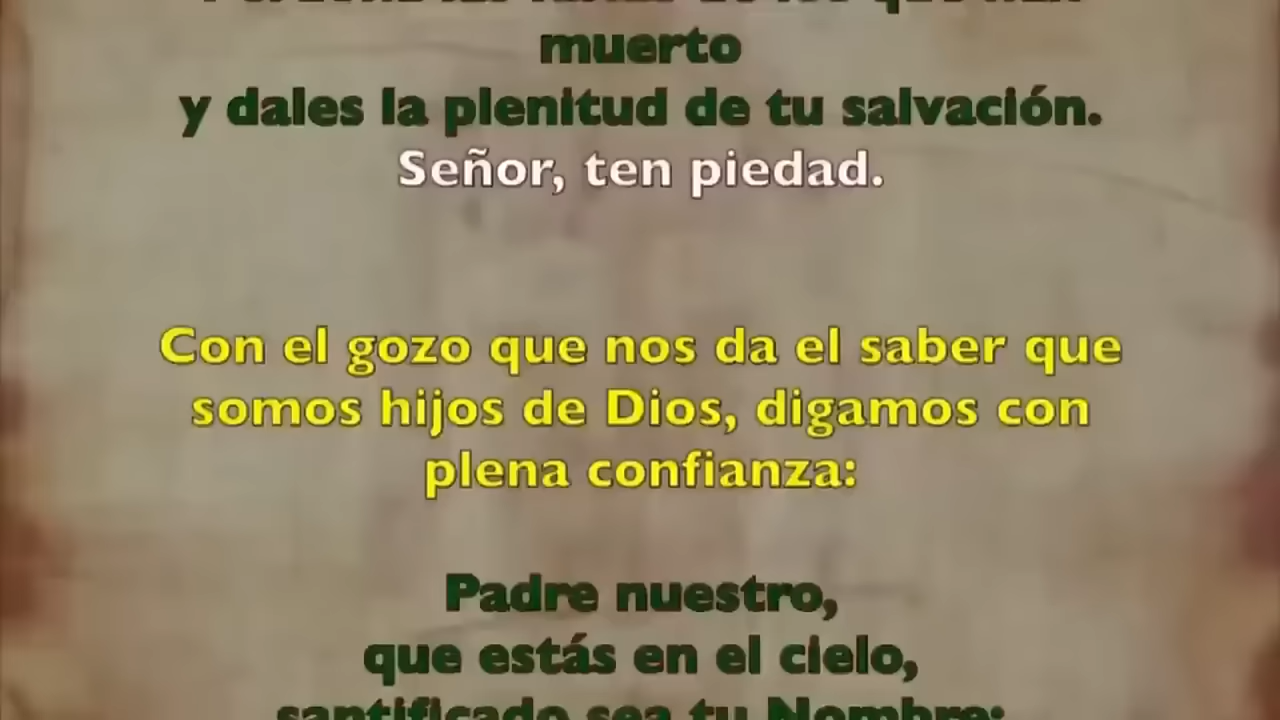 muerto
y dales la plenitud de tu salvación.
Señor, ten piedad.
Con el gozo que nos da el saber que
somos hijos de Dios, digamos con
plena confianza:
Padre nuestro,
que estás en el cielo,
santificado sea tu Nombre;